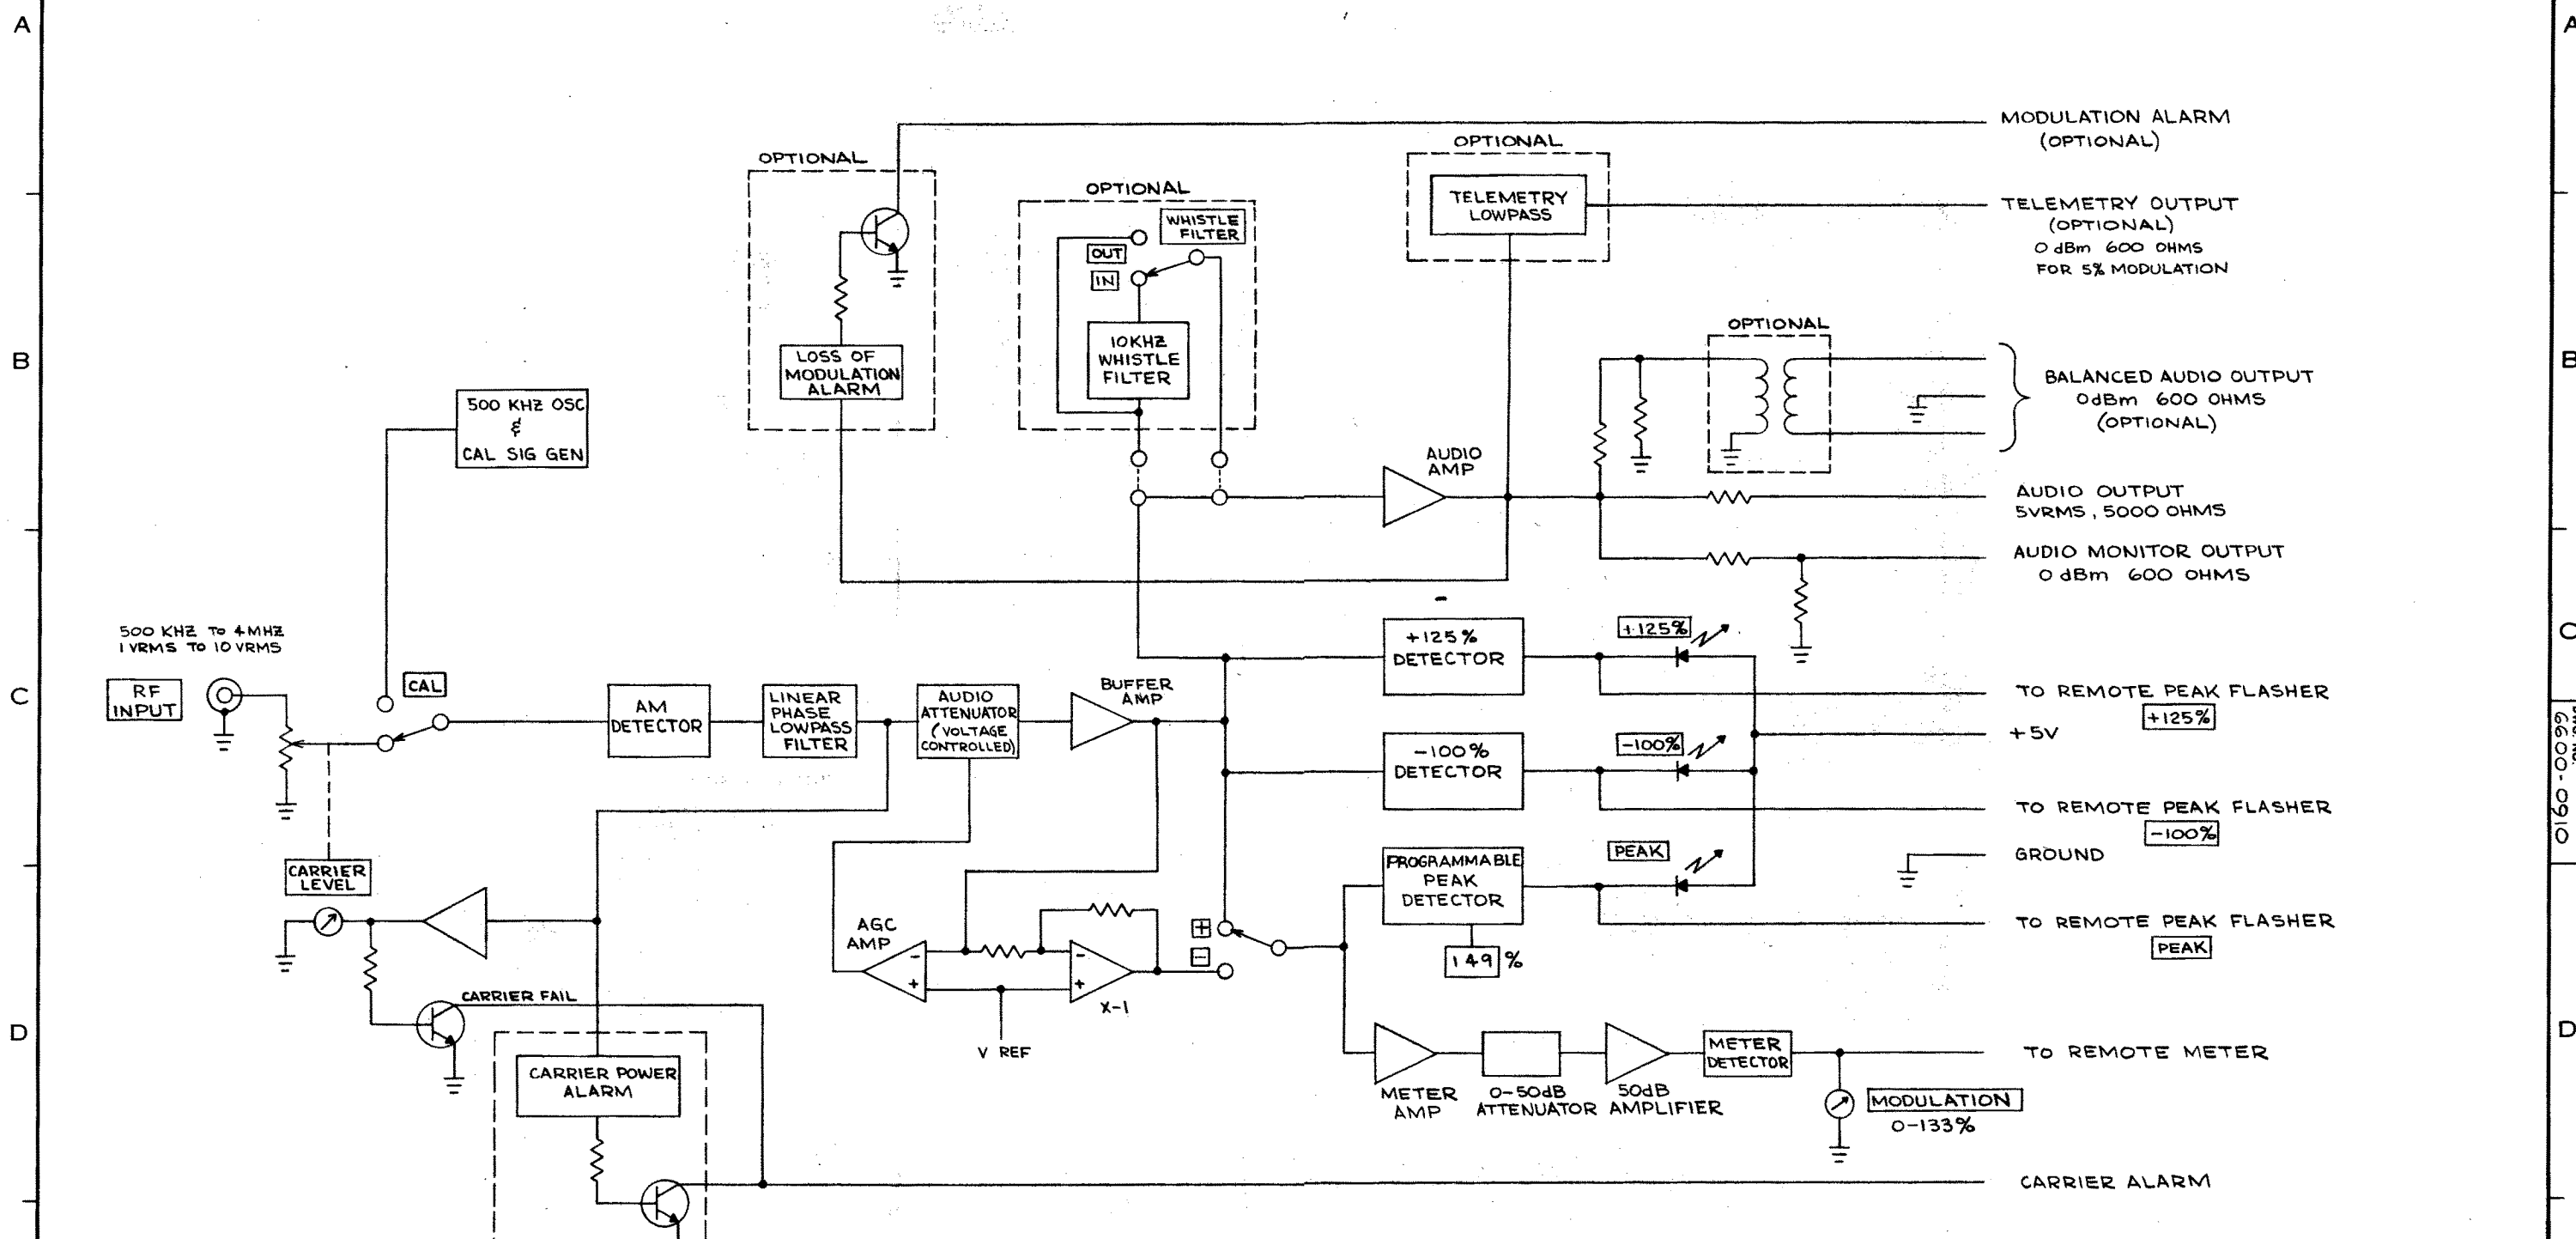 A
A
MODULATION ALARM
(OPTIONAL)
OPTIONAL
OPTIONAL
OPTIONAL
TELEMETRY
LOWPASS
TELEMETRY OUTPUT
(OPTIONAL)
0 dBm 600 OHMS
FOR 5% MODULATION
WHISTLE
FILTER
OUT
IN
10KHZ
WHISTLE
FILTER
LOSS OF
MODULATION
ALARM
OPTIONAL
B
B
BALANCED AUDIO OUTPUT
0dBm 600 OHMS
(OPTIONAL)
500 KHZ OSC
&
CAL SIG GEN
AUDIO
AMP
AUDIO OUTPUT
5VRMS, 5000 OHMS
AUDIO MONITOR OUTPUT
0 dBm 600 OHMS
500 KHZ TO 4MHZ
1 VRMS TO 10 VRMS
RF
INPUT
CAL
C
C
AM
DETECTOR
LINEAR
PHASE
LOWPASS
FILTER
AUDIO
ATTENUATOR
(VOLTAGE
CONTROLLED)
BUFFER
AMP
+125%
DETECTOR
+125%
TO REMOTE PEAK FLASHER
+125%
+5V
-100%
DETECTOR
-100%
TO REMOTE PEAK FLASHER
-100%
GROUND
PROGRAMMABLE
PEAK
DETECTOR
PEAK
149 %
TO REMOTE PEAK FLASHER
PEAK
6600-0910
CARRIER
LEVEL
AGC
AMP
-
+
-
+
X-1
V REF
+
-
CARRIER FAIL
D
D
CARRIER POWER
ALARM
METER
AMP
0-50dB
ATTENUATOR
50dB
AMPLIFIER
METER
DETECTOR
TO REMOTE METER
MODULATION
0-133%
CARRIER ALARM